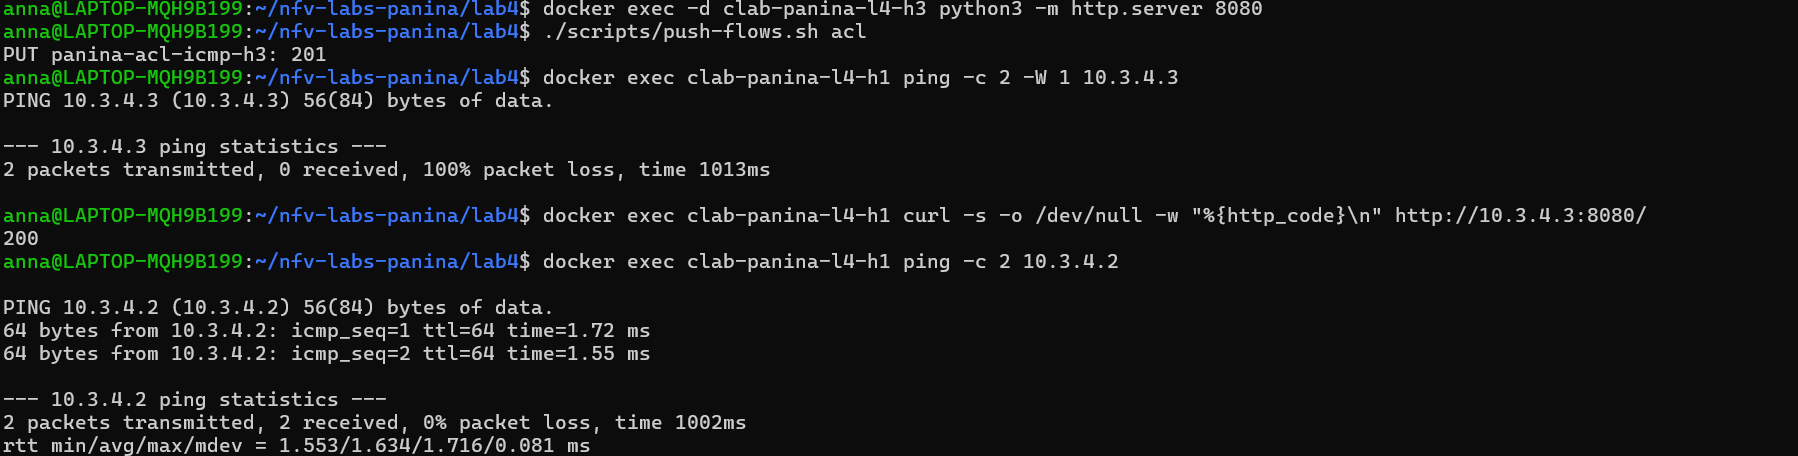 anna@LAPTOP-MQH9B199:~/nfv-labs-panina/lab4$ docker exec -d clab-panina-l4-h3 python3 -m http.server 8080
anna@LAPTOP-MQH9B199:~/nfv-labs-panina/lab4$ ./scripts/push-flows.sh acl
PUT panina-acl-icmp-h3: 201
anna@LAPTOP-MQH9B199:~/nfv-labs-panina/lab4$ docker exec clab-panina-l4-h1 ping -c 2 -W 1 10.3.4.3
PING 10.3.4.3 (10.3.4.3) 56(84) bytes of data.

--- 10.3.4.3 ping statistics ---
2 packets transmitted, 0 received, 100% packet loss, time 1013ms

anna@LAPTOP-MQH9B199:~/nfv-labs-panina/lab4$ docker exec clab-panina-l4-h1 curl -s -o /dev/null -w "%{http_code}\n" http://10.3.4.3:8080/
200
anna@LAPTOP-MQH9B199:~/nfv-labs-panina/lab4$ docker exec clab-panina-l4-h1 ping -c 2 10.3.4.2

PING 10.3.4.2 (10.3.4.2) 56(84) bytes of data.
64 bytes from 10.3.4.2: icmp_seq=1 ttl=64 time=1.72 ms
64 bytes from 10.3.4.2: icmp_seq=2 ttl=64 time=1.55 ms

--- 10.3.4.2 ping statistics ---
2 packets transmitted, 2 received, 0% packet loss, time 1002ms
rtt min/avg/max/mdev = 1.553/1.634/1.716/0.081 ms